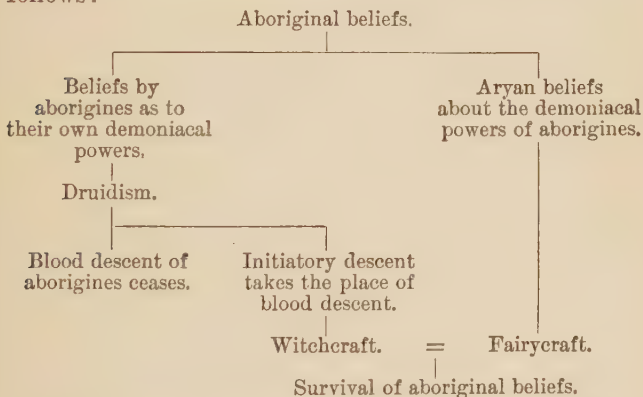 follows:
Aboriginal beliefs.
Beliefs by
aborigines as to
their own demoniacal
powers,
Druidism.
Blood descent of
aborigines ceases.
Initiatory descent
takes the place of
blood descent.
Aryan beliefs
about the demoniacal
powers of aborigines.
Witchcraft. = Fairycraft.
Survival of aboriginal beliefs.